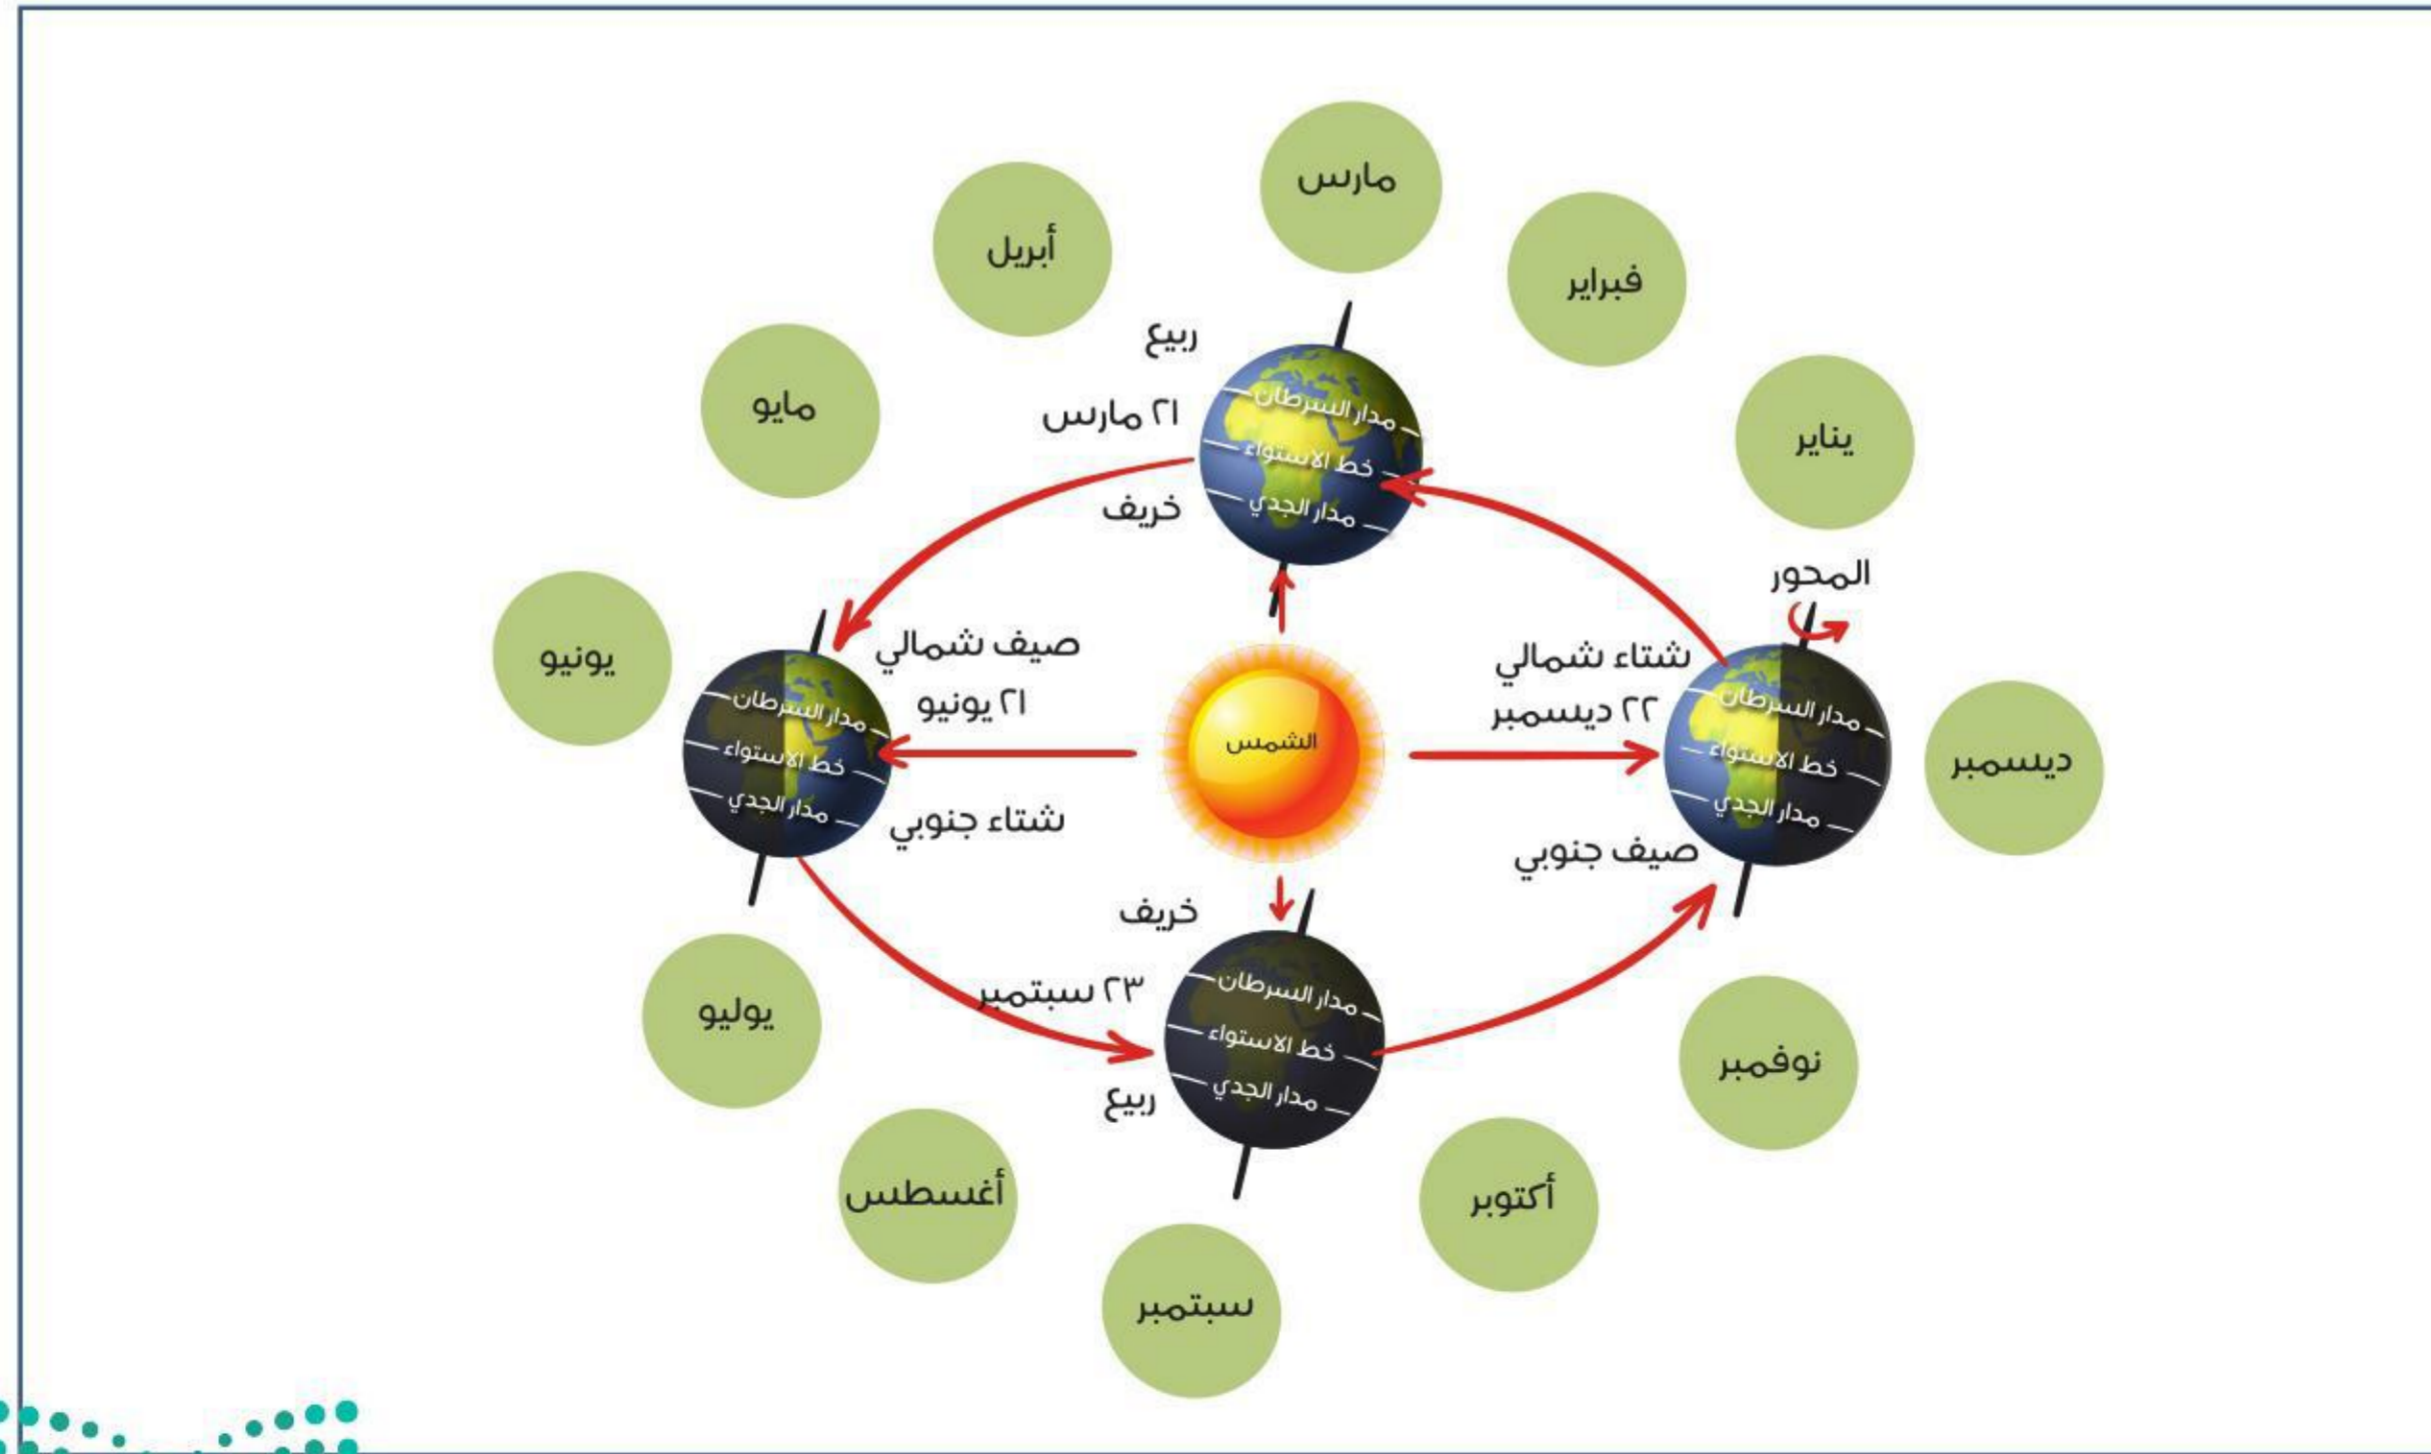 مارس
أبريل
فبراير
مايو
يناير
يونيو
ديسمبر
يوليو
نوفمبر
أغسطس
أكتوبر
سبتمبر
ربيع
٢١ مارس
خريف
مدار السرطان
خط الاستواء
مدار الجدي
المحور
صيف شمالي
٢١ يونيو
شتاء جنوبي
مدار السرطان
خط الاستواء
مدار الجدي
الشمس
شتاء شمالي
٢٢ ديسمبر
صيف جنوبي
مدار السرطان
خط الاستواء
مدار الجدي
خريف
٢٣ سبتمبر
ربيع
مدار السرطان
خط الاستواء
مدار الجدي